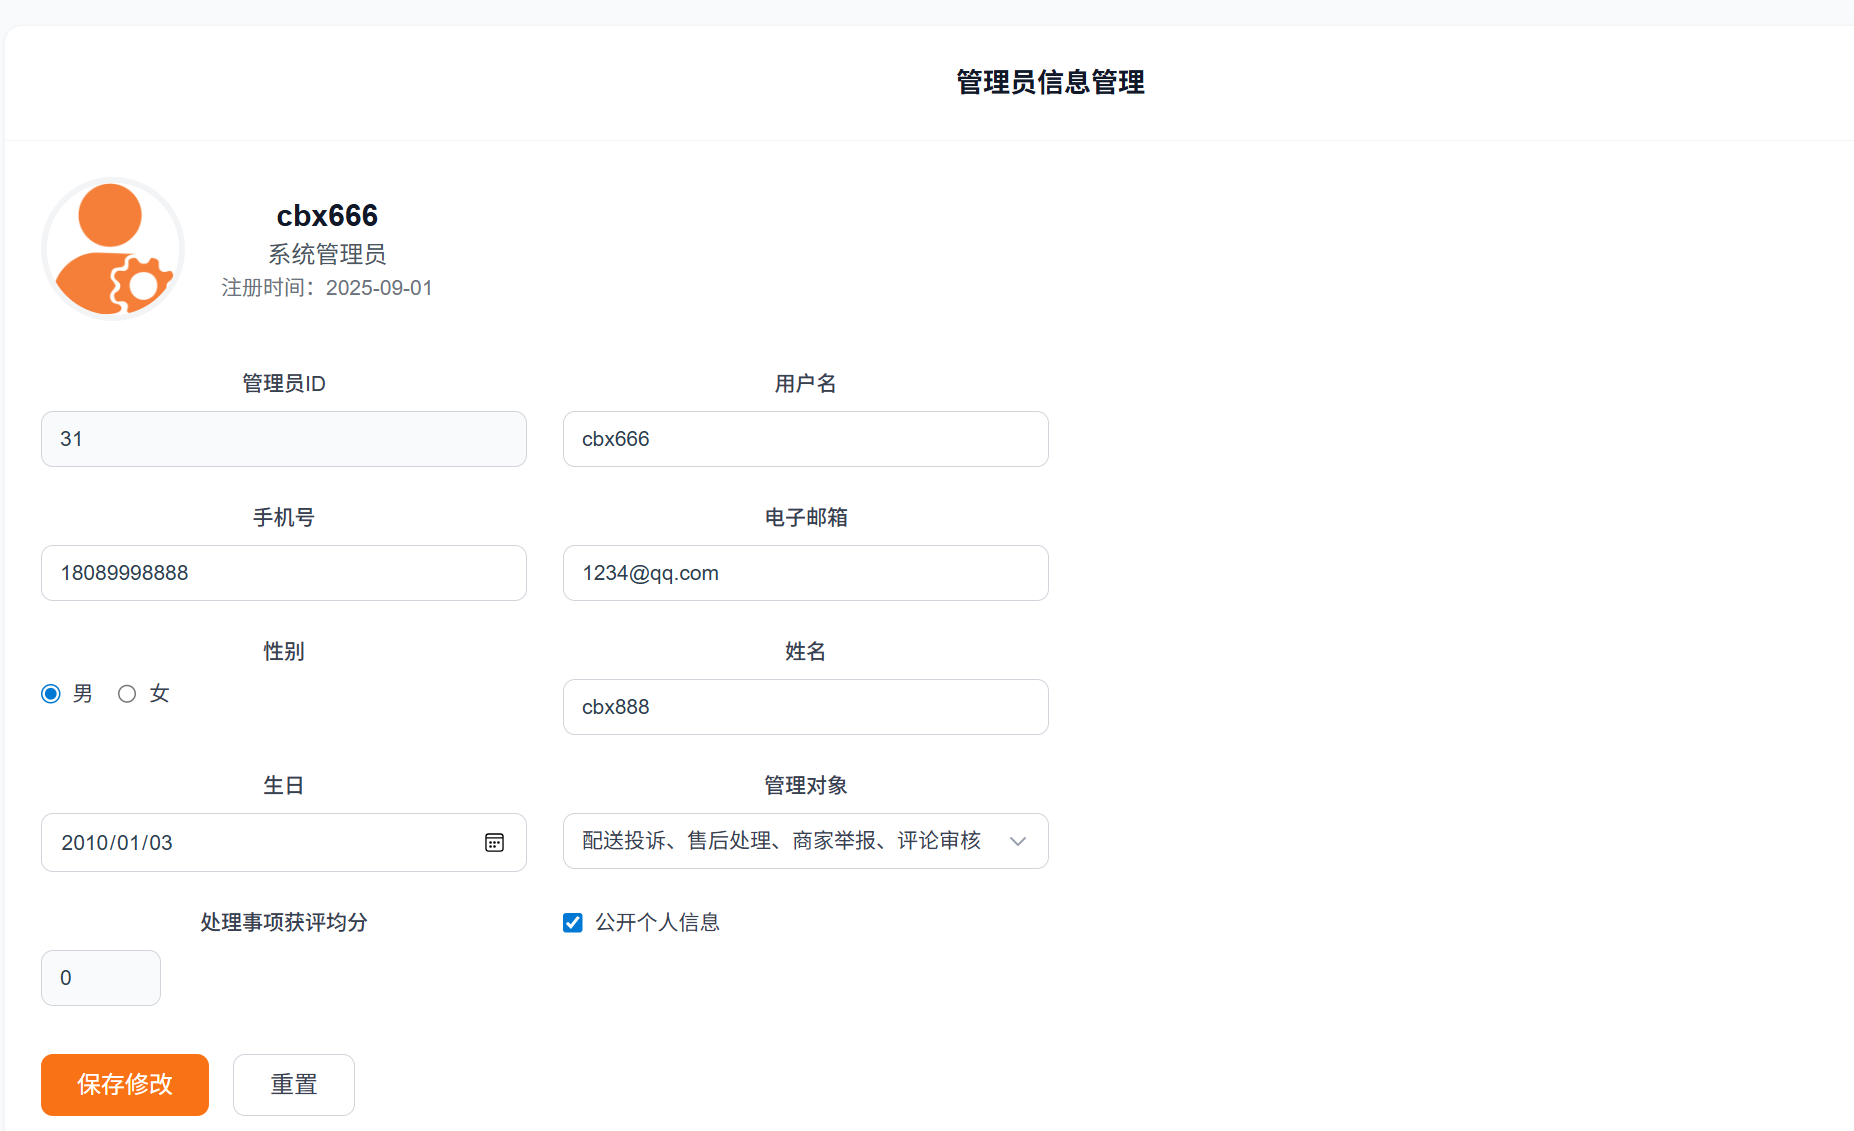 管理员信息管理
cbx666
系统管理员
注册时间：2025-09-01
管理员ID
用户名
31
cbx666
手机号
电子邮箱
18089998888
1234@qq.com
性别
姓名
男 女
cbx888
生日
管理对象
2010/01/03
配送投诉、售后处理、商家举报、评论审核
处理事项获评均分
公开个人信息
0
保存修改
重置